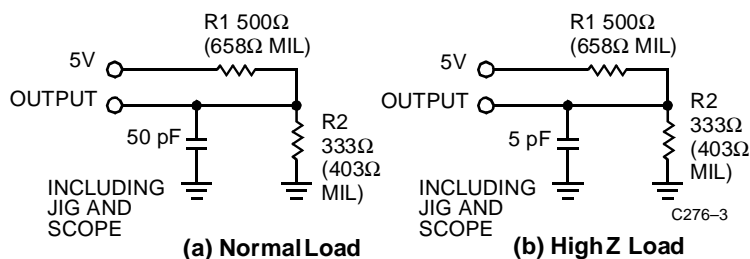 R1 500Ω
(658Ω MIL)
5V
OUTPUT
50 pF
R2
333Ω
(403Ω
MIL)
INCLUDING
JIG AND
SCOPE
(a) Normal Load
R1 500Ω
(658Ω MIL)
5V
OUTPUT
5 pF
R2
333Ω
(403Ω
MIL)
INCLUDING
JIG AND
SCOPE
C276–3
(b) High Z Load